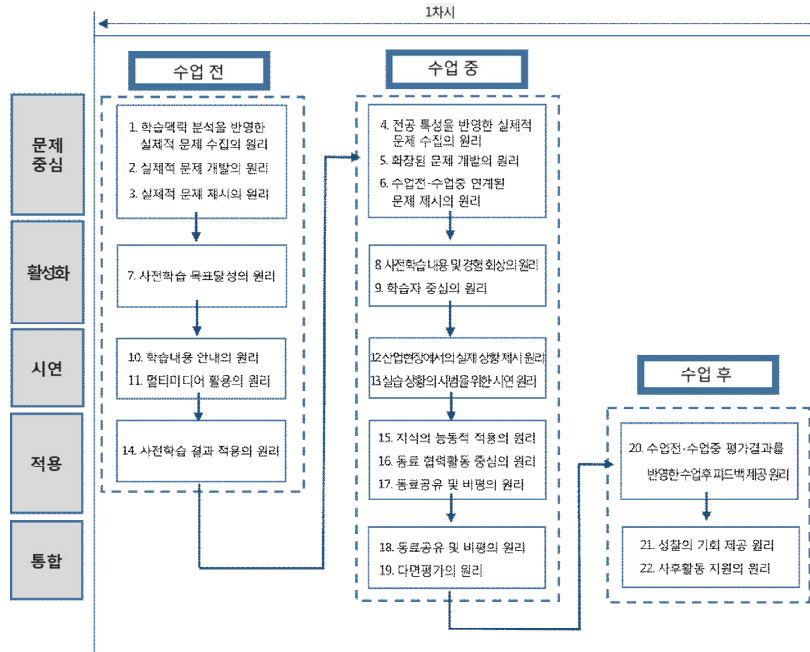 1차시
수업 전
수업 중
문제
중심
1. 학습맥락 분석을 반영한
실제적 문제 수집의 원리
2. 실제적 문제 개발의 원리
3. 실제적 문제 제시의 원리
4. 전공 특성을 반영한 실제적
문제 수집의 원리
5. 화장된 문제 개발의 원리
6. 수업전-수업중 연계된
문제 제시의 원리
활성화
7. 사전학습 목표달성의 원리
8 사전학습 내용 및 경험 회상의 원리
9. 학습자 중심의 원리
시연
10. 학습내용 안내의 원리
11. 멀티미디어 활용의 원리
12 산업현장에서의 실제 상황 제시 원리
13 실습 상황의 시범을 위한 시연 원리
수업 후
적용
14. 사전학습 결과 적용의 원리
15. 지식의 능동적 적용의 원리
16. 동료 협력활동 중심의 원리
17. 동료공유 및 비평의 원리
20. 수업전-수업중 평가결과를
반영한 수업후 피드백 제공 원리
통합
18. 동료공유 및 비평의 원리
19. 다면평가의 원리
21. 성찰의 기회 제공 원리
22. 사후활동 지원의 원리